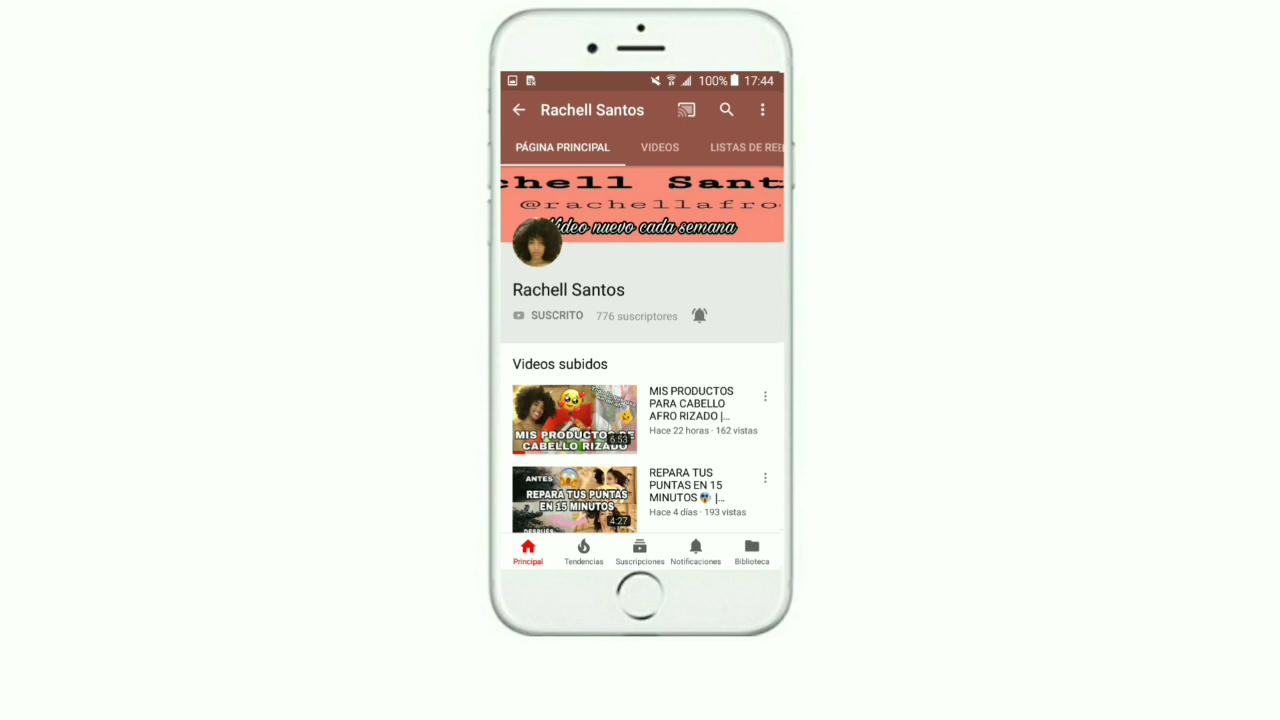 100% 17:44
Rachell Santos
PÁGINA PRINCIPAL VIDEOS LISTAS DE REP
chell Sant
@rachellafro
Video nuevo cada semana
Rachell Santos
SUSCRITO 776 suscriptores
Videos subidos
MIS PRODUCTOS DE
CABELLO RIZADO
6:53
MIS PRODUCTOS
PARA CABELLO
AFRO RIZADO |...
Hace 22 horas · 162 vistas
ANTES
REPARA TUS PUNTAS
EN 15 MINUTOS
4:27
DESPUÉS
REPARA TUS
PUNTAS EN 15
MINUTOS 😱 |...
Hace 4 días · 193 vistas
Principal Tendencias Suscripciones Notificaciones Biblioteca